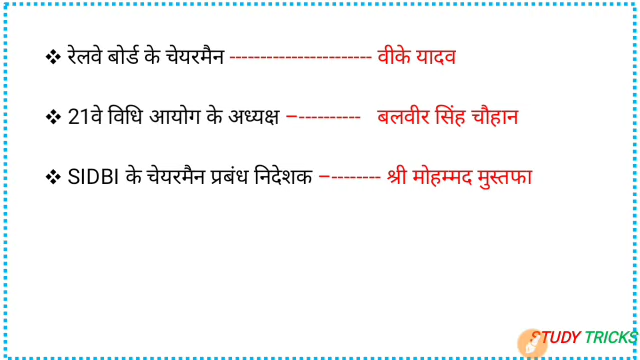 ❖ रेलवे बोर्ड के चेयरमैन ----------------------- वीके यादव
❖ 21वे विधि आयोग के अध्यक्ष –---------- बलवीर सिंह चौहान
❖ SIDBI के चेयरमैन प्रबंध निदेशक –-------- श्री मोहम्मद मुस्तफा
STUDY TRICKS